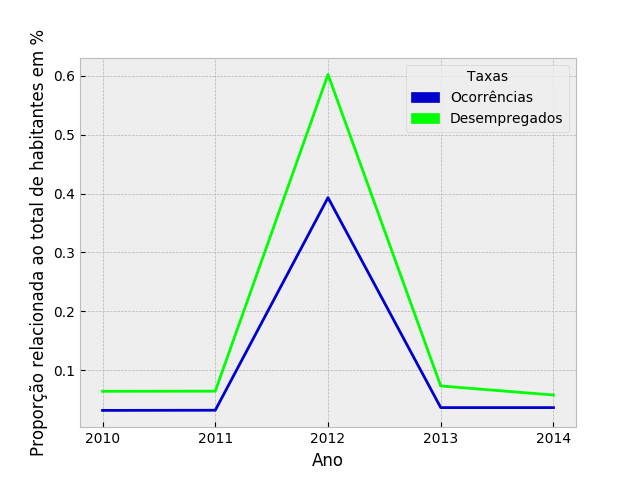 Proporção relacionada ao total de habitantes em %
0.6
0.5
0.4
0.3
0.2
0.1
Taxas
Ocorrências
Desempregados
2010 2011 2012 2013 2014
Ano